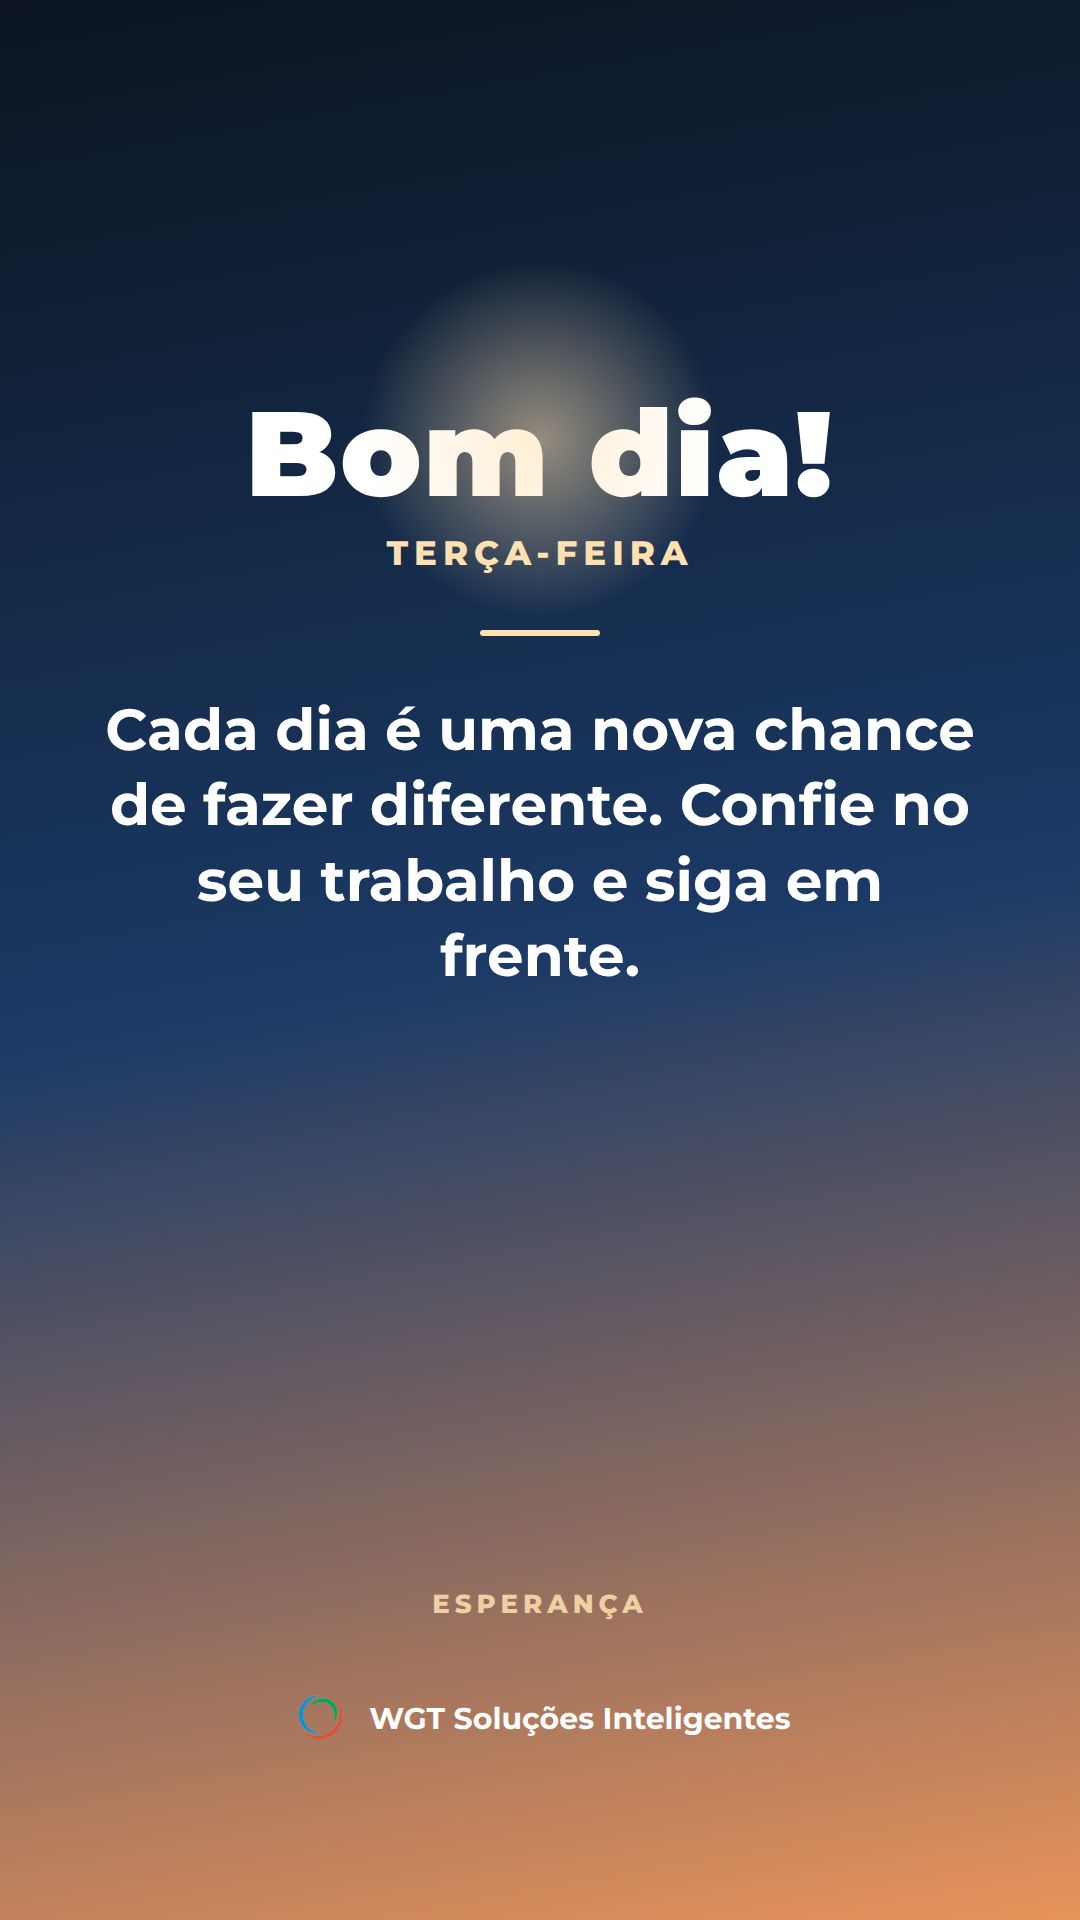 Bom dia!
TERÇA-FEIRA
Cada dia é uma nova chance
de fazer diferente. Confie no
seu trabalho e siga em
frente.
ESPERANÇA
WGT Soluções Inteligentes